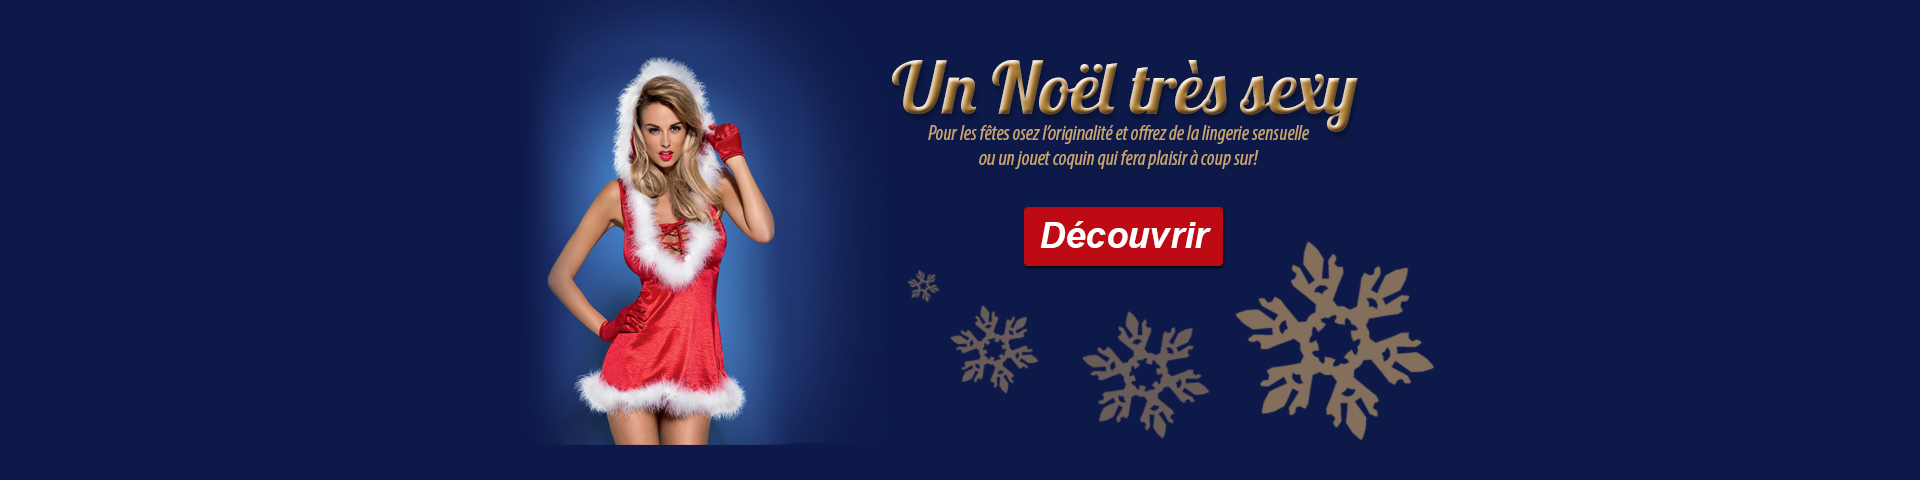 Un Noël très sexy
Pour les fêtes osez l'originalité et offrez de la lingerie sensuelle
ou un jouet coquin qui fera plaisir à coup sur!
Découvrir